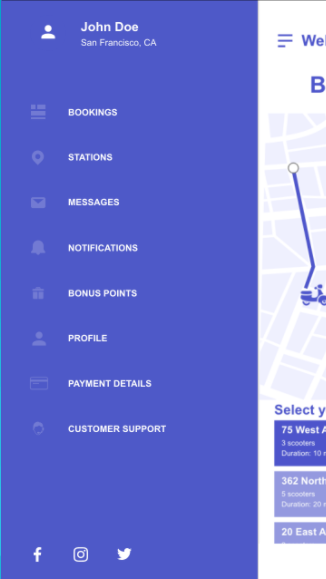 John Doe
San Francisco, CA
BOOKINGS
STATIONS
MESSAGES
NOTIFICATIONS
BONUS POINTS
PROFILE
PAYMENT DETAILS
CUSTOMER SUPPORT
Wel
B
Select y
75 West A
3 scooters
Duration: 10 m
362 North
5 scooters
Duration: 20 m
20 East A